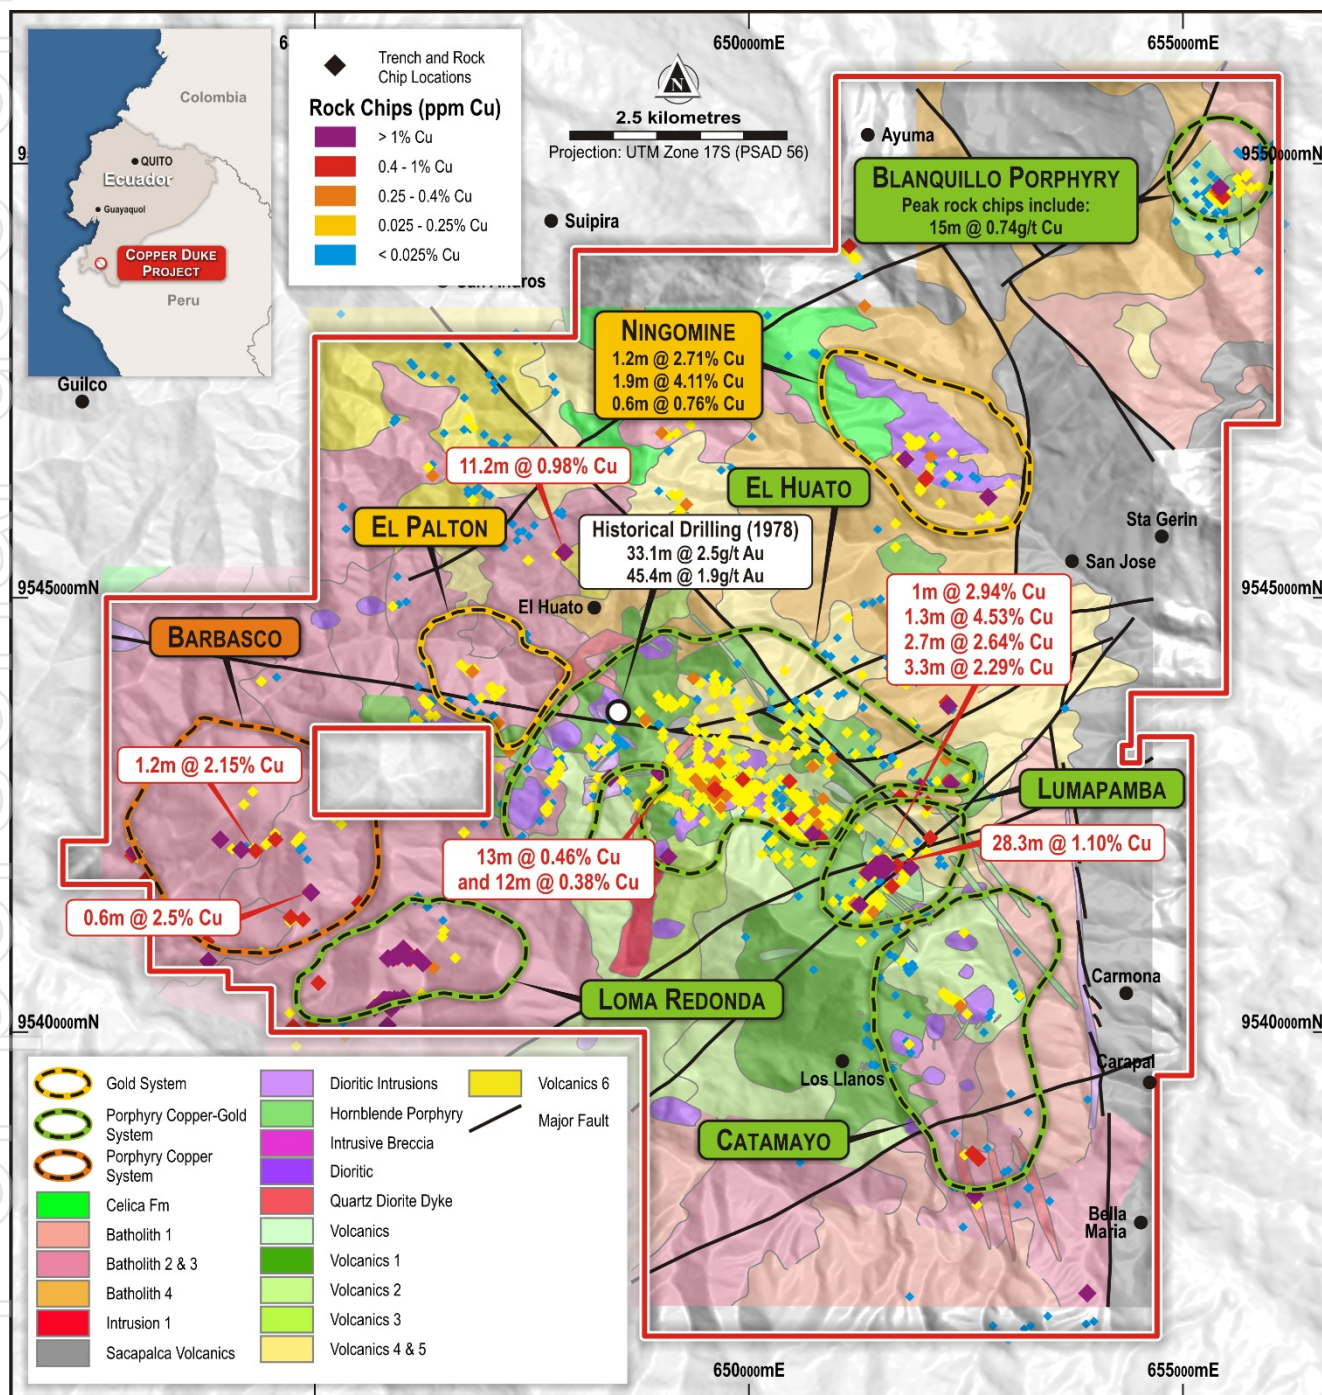 Colombia
QUITO
Ecuador
Guayaquol
COPPER DUKE
PROJECT
Peru
Trench and Rock
Chip Locations
Rock Chips (ppm Cu)
> 1% Cu
0.4 - 1% Cu
0.25 - 0.4% Cu
0.025 - 0.25% Cu
< 0.025% Cu
650000mE
655000mE
N
2.5 kilometres
Projection: UTM Zone 17S (PSAD 56)
Ayuma
9550000mN
BLANQUILLO PORPHYRY
Peak rock chips include:
15m @ 0.74g/t Cu
Suipira
Guilco
NINGOMINE
1.2m @ 2.71% Cu
1.9m @ 4.11% Cu
0.6m @ 0.76% Cu
11.2m @ 0.98% Cu
EL HUATO
EL PALTON
Historical Drilling (1978)
33.1m @ 2.5g/t Au
45.4m @ 1.9g/t Au
Sta Gerin
San Jose
9545000mN
9545000mN
El Huato
1m @ 2.94% Cu
1.3m @ 4.53% Cu
2.7m @ 2.64% Cu
3.3m @ 2.29% Cu
BARBASCO
1.2m @ 2.15% Cu
LUMAPAMBA
28.3m @ 1.10% Cu
13m @ 0.46% Cu
and 12m @ 0.38% Cu
0.6m @ 2.5% Cu
LOMA REDONDA
Carmona
9540000mN
9540000mN
Los Llanos
Carapal
CATAMAYO
Bella
Maria
Gold System
Porphyry Copper-Gold
System
Porphyry Copper
System
Celica Fm
Batholith 1
Batholith 2 & 3
Batholith 4
Intrusion 1
Sacapalca Volcanics
Dioritic Intrusions
Hornblende Porphyry
Intrusive Breccia
Dioritic
Quartz Diorite Dyke
Volcanics
Volcanics 1
Volcanics 2
Volcanics 3
Volcanics 4 & 5
Volcanics 6
Major Fault
650000mE
655000mE